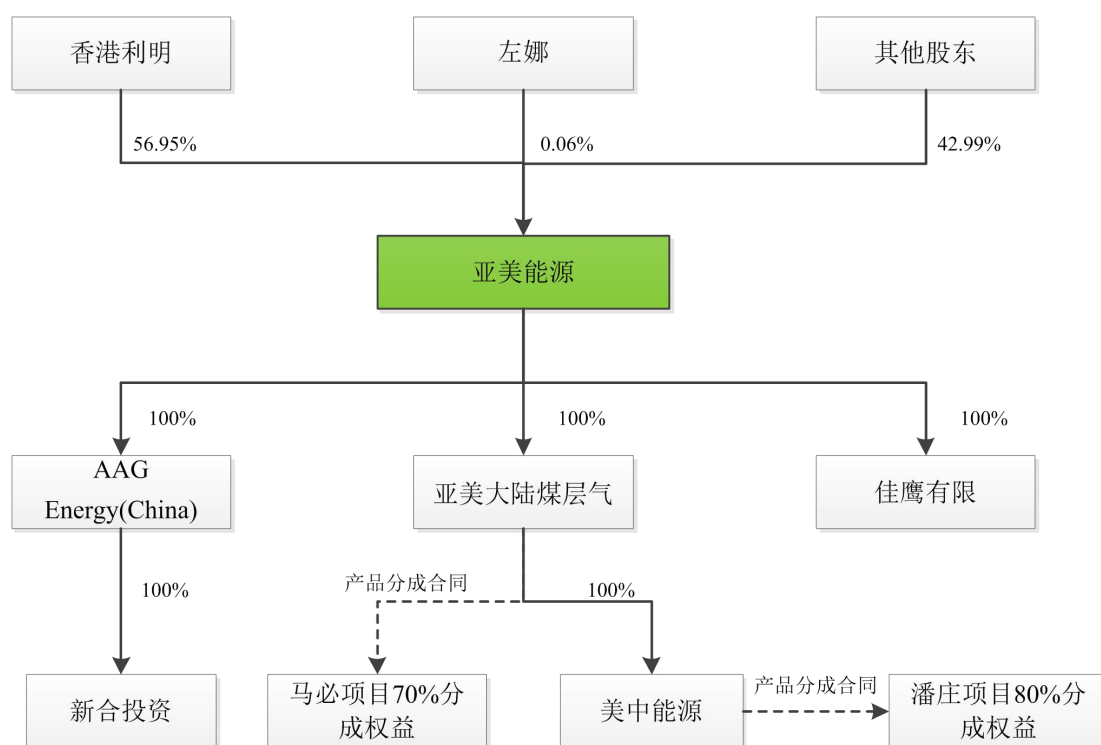 香港利明
左娜
其他股东
56.95%
0.06%
42.99%
亚美能源
100%
100%
100%
AAG
Energy(China)
亚美大陆煤层气
佳鹰有限
产品分成合同
100%
100%
新合投资
马必项目70%分
成权益
美中能源
产品分成合同
潘庄项目80%分
成权益